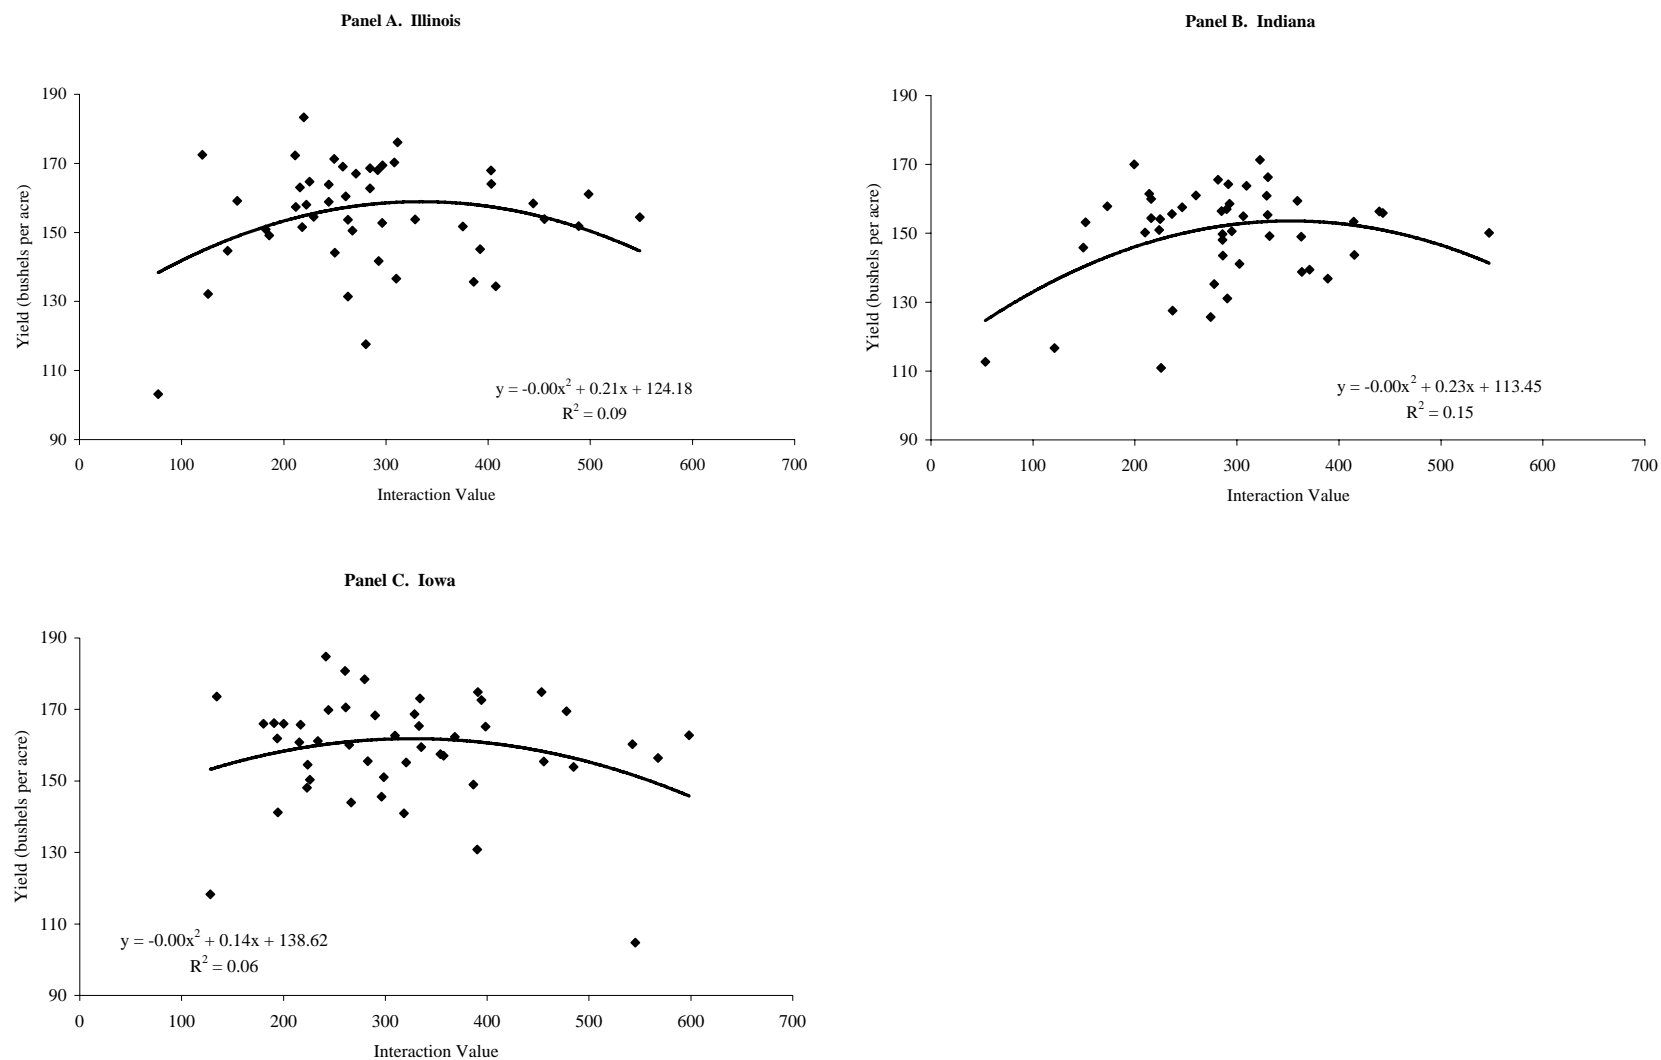 Panel A. Illinois
190
170
150
130
110
90
Yield (bushels per acre)
y = -0.00x² + 0.21x + 124.18
R² = 0.09
0 100 200 300 400 500 600 700
Interaction Value
Panel B. Indiana
190
170
150
130
110
90
Yield (bushels per acre)
y = -0.00x² + 0.23x + 113.45
R² = 0.15
0 100 200 300 400 500 600 700
Interaction Value
Panel C. Iowa
190
170
150
130
110
90
Yield (bushels per acre)
y = -0.00x² + 0.14x + 138.62
R² = 0.06
0 100 200 300 400 500 600 700
Interaction Value